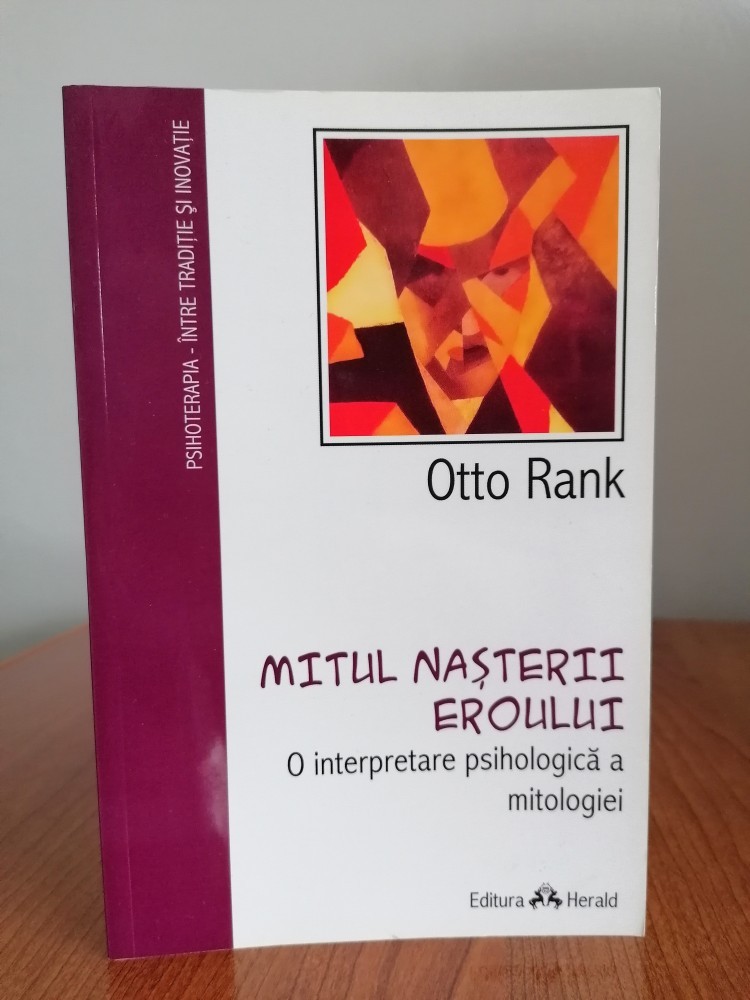 PSIHOTERAPIA - ÎNTRE TRADIȚIE ȘI INOVAȚIE
Otto Rank
MITUL NAȘTERII
EROULUI
O interpretare psihologică a
mitologiei
Editura Herald